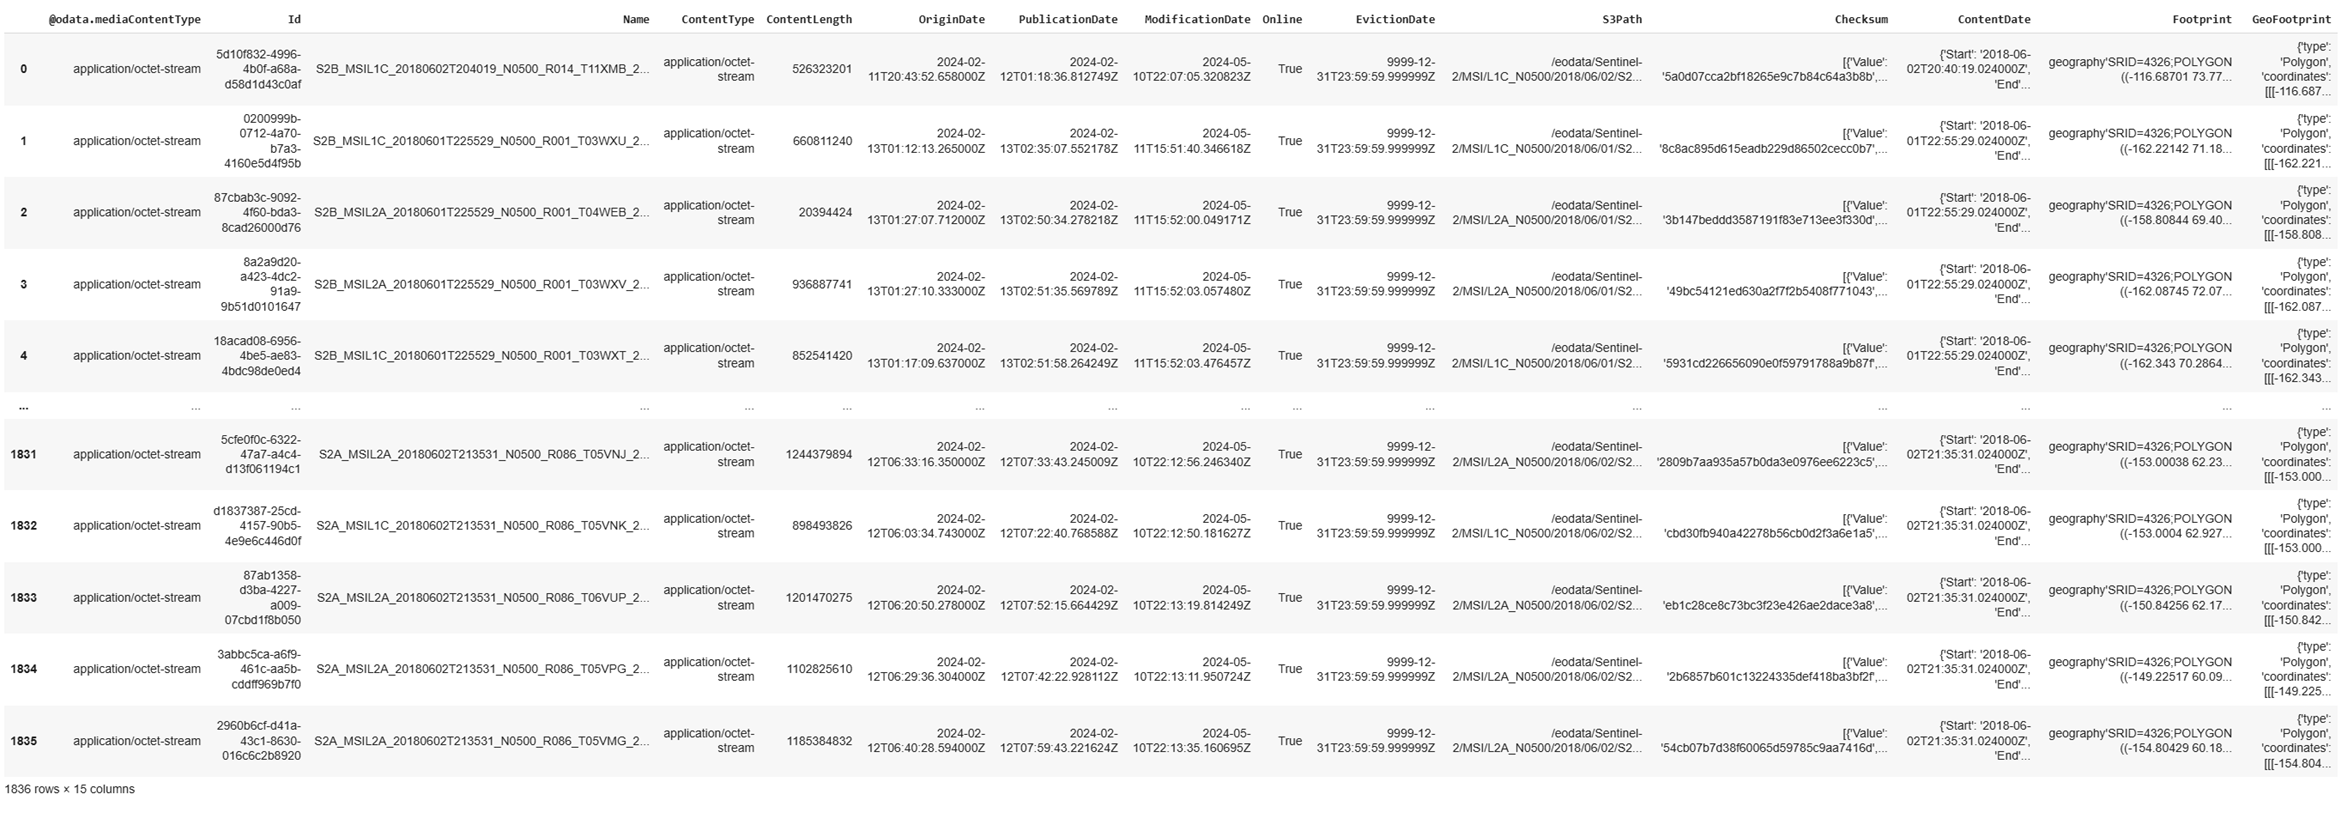 @odata.mediaContentType Id Name ContentType ContentLength OriginDate PublicationDate ModificationDate Online EvictionDate S3Path Checksum ContentDate Footprint GeoFootprint
0 application/octet-stream 5d10f832-4996-4b0f-a68a-d58d1d43c0af S2B_MSIL1C_20180602T204019_N0500_R014_T11XMB_2... application/octet-stream 526323201 2024-02-11T20:43:52.658000Z 2024-02-12T01:18:36.812749Z 2024-05-10T22:07:05.320823Z True 9999-12-31T23:59:59.999999Z /eodata/Sentinel-2/MSI/L1C_N0500/2018/06/02/S2... [{'Value': '5a0d07cca2bf18265e9c7b84c64a3b8b',... {'Start': '2018-06-02T20:40:19.024000Z', 'End'... geography'SRID=4326;POLYGON ((-116.68701 73.77... {'type': 'Polygon', 'coordinates': [[[-116.687...
1 application/octet-stream 0200999b-0712-4a70-b7a3-4160e5d4f95b S2B_MSIL1C_20180601T225529_N0500_R001_T03WXU_2... application/octet-stream 660811240 2024-02-13T01:12:13.265000Z 2024-02-13T02:35:07.552178Z 2024-05-11T15:51:40.346618Z True 9999-12-31T23:59:59.999999Z /eodata/Sentinel-2/MSI/L1C_N0500/2018/06/01/S2... [{'Value': '8c8ac895d615eadb229d86502cecc0b7',... {'Start': '2018-06-01T22:55:29.024000Z', 'End'... geography'SRID=4326;POLYGON ((-162.22142 71.18... {'type': 'Polygon', 'coordinates': [[[-162.221...
2 application/octet-stream 87cbab3c-9092-4f60-bda3-8cad26000d76 S2B_MSIL2A_20180601T225529_N0500_R001_T04WEB_2... application/octet-stream 20394424 2024-02-13T01:27:07.712000Z 2024-02-13T02:50:34.278218Z 2024-05-11T15:52:00.049171Z True 9999-12-31T23:59:59.999999Z /eodata/Sentinel-2/MSI/L2A_N0500/2018/06/01/S2... [{'Value': '3b147beddd3587191f83e713ee3f330d',... {'Start': '2018-06-01T22:55:29.024000Z', 'End'... geography'SRID=4326;POLYGON ((-158.80844 69.40... {'type': 'Polygon', 'coordinates': [[[-158.808...
3 application/octet-stream 8a2a9d20-a423-4dc2-91a9-9b51d0101647 S2B_MSIL2A_20180601T225529_N0500_R001_T03WXV_2... application/octet-stream 936887741 2024-02-13T01:27:10.333000Z 2024-02-13T02:51:35.569789Z 2024-05-11T15:52:03.057480Z True 9999-12-31T23:59:59.999999Z /eodata/Sentinel-2/MSI/L2A_N0500/2018/06/01/S2... [{'Value': '49bc54121ed630a2f7f2b5408f771043',... {'Start': '2018-06-01T22:55:29.024000Z', 'End'... geography'SRID=4326;POLYGON ((-162.08745 72.07... {'type': 'Polygon', 'coordinates': [[[-162.087...
4 application/octet-stream 18acad08-6956-4be5-ae83-4bdc98de0ed4 S2B_MSIL1C_20180601T225529_N0500_R001_T03WXT_2... application/octet-stream 852541420 2024-02-13T01:17:09.637000Z 2024-02-13T02:51:58.264249Z 2024-05-11T15:52:03.476457Z True 9999-12-31T23:59:59.999999Z /eodata/Sentinel-2/MSI/L1C_N0500/2018/06/01/S2... [{'Value': '5931cd226656090e0f59791788a9b87f',... {'Start': '2018-06-01T22:55:29.024000Z', 'End'... geography'SRID=4326;POLYGON ((-162.343 70.2864... {'type': 'Polygon', 'coordinates': [[[-162.343...
... ... ... ... ... ... ... ... ... ... ... ... ... ... ... ...
1831 application/octet-stream 5cfe0f0c-6322-47a7-a4c4-d13f061194c1 S2A_MSIL2A_20180602T213531_N0500_R086_T05VNJ_2... application/octet-stream 1244379894 2024-02-12T06:33:16.350000Z 2024-02-12T07:33:43.245009Z 2024-05-10T22:12:56.246340Z True 9999-12-31T23:59:59.999999Z /eodata/Sentinel-2/MSI/L2A_N0500/2018/06/02/S2... [{'Value': '2809b7aa935a57b0da3e0976ee6223c5',... {'Start': '2018-06-02T21:35:31.024000Z', 'End'... geography'SRID=4326;POLYGON ((-153.00038 62.23... {'type': 'Polygon', 'coordinates': [[[-153.000...
1832 application/octet-stream d1837387-25cd-4157-90b5-4e9e6c446d0f S2A_MSIL1C_20180602T213531_N0500_R086_T05VNK_2... application/octet-stream 898493826 2024-02-12T06:03:34.743000Z 2024-02-12T07:22:40.768588Z 2024-05-10T22:12:50.181627Z True 9999-12-31T23:59:59.999999Z /eodata/Sentinel-2/MSI/L1C_N0500/2018/06/02/S2... [{'Value': 'cbd30fb940a42278b56cb0d2f3a6e1a5',... {'Start': '2018-06-02T21:35:31.024000Z', 'End'... geography'SRID=4326;POLYGON ((-153.0004 62.927... {'type': 'Polygon', 'coordinates': [[[-153.000...
1833 application/octet-stream 87ab1358-d3ba-4227-a009-07cbd1f8b050 S2A_MSIL2A_20180602T213531_N0500_R086_T06VUP_2... application/octet-stream 1201470275 2024-02-12T06:20:50.278000Z 2024-02-12T07:52:15.664429Z 2024-05-10T22:13:19.814249Z True 9999-12-31T23:59:59.999999Z /eodata/Sentinel-2/MSI/L2A_N0500/2018/06/02/S2... [{'Value': 'eb1c28ce8c73bc3f23e426ae2dace3a8',... {'Start': '2018-06-02T21:35:31.024000Z', 'End'... geography'SRID=4326;POLYGON ((-150.84256 62.17... {'type': 'Polygon', 'coordinates': [[[-150.842...
1834 application/octet-stream 3abbc5ca-a6f9-461c-aa5b-cddff969b7f0 S2A_MSIL2A_20180602T213531_N0500_R086_T05VPG_2... application/octet-stream 1102825610 2024-02-12T06:29:36.304000Z 2024-02-12T07:42:22.928112Z 2024-05-10T22:13:11.950724Z True 9999-12-31T23:59:59.999999Z /eodata/Sentinel-2/MSI/L2A_N0500/2018/06/02/S2... [{'Value': '2b6857b601c13224335def418ba3bf2f',... {'Start': '2018-06-02T21:35:31.024000Z', 'End'... geography'SRID=4326;POLYGON ((-149.22517 60.09... {'type': 'Polygon', 'coordinates': [[[-149.225...
1835 application/octet-stream 2960b6cf-d41a-43c1-8630-016c6c2b8920 S2A_MSIL2A_20180602T213531_N0500_R086_T05VMG_2... application/octet-stream 1185384832 2024-02-12T06:40:28.594000Z 2024-02-12T07:59:43.221624Z 2024-05-10T22:13:35.160695Z True 9999-12-31T23:59:59.999999Z /eodata/Sentinel-2/MSI/L2A_N0500/2018/06/02/S2... [{'Value': '54cb07b7d38f60065d59785c9aa7416d',... {'Start': '2018-06-02T21:35:31.024000Z', 'End'... geography'SRID=4326;POLYGON ((-154.80429 60.18... {'type': 'Polygon', 'coordinates': [[[-154.804...
1836 rows × 15 columns